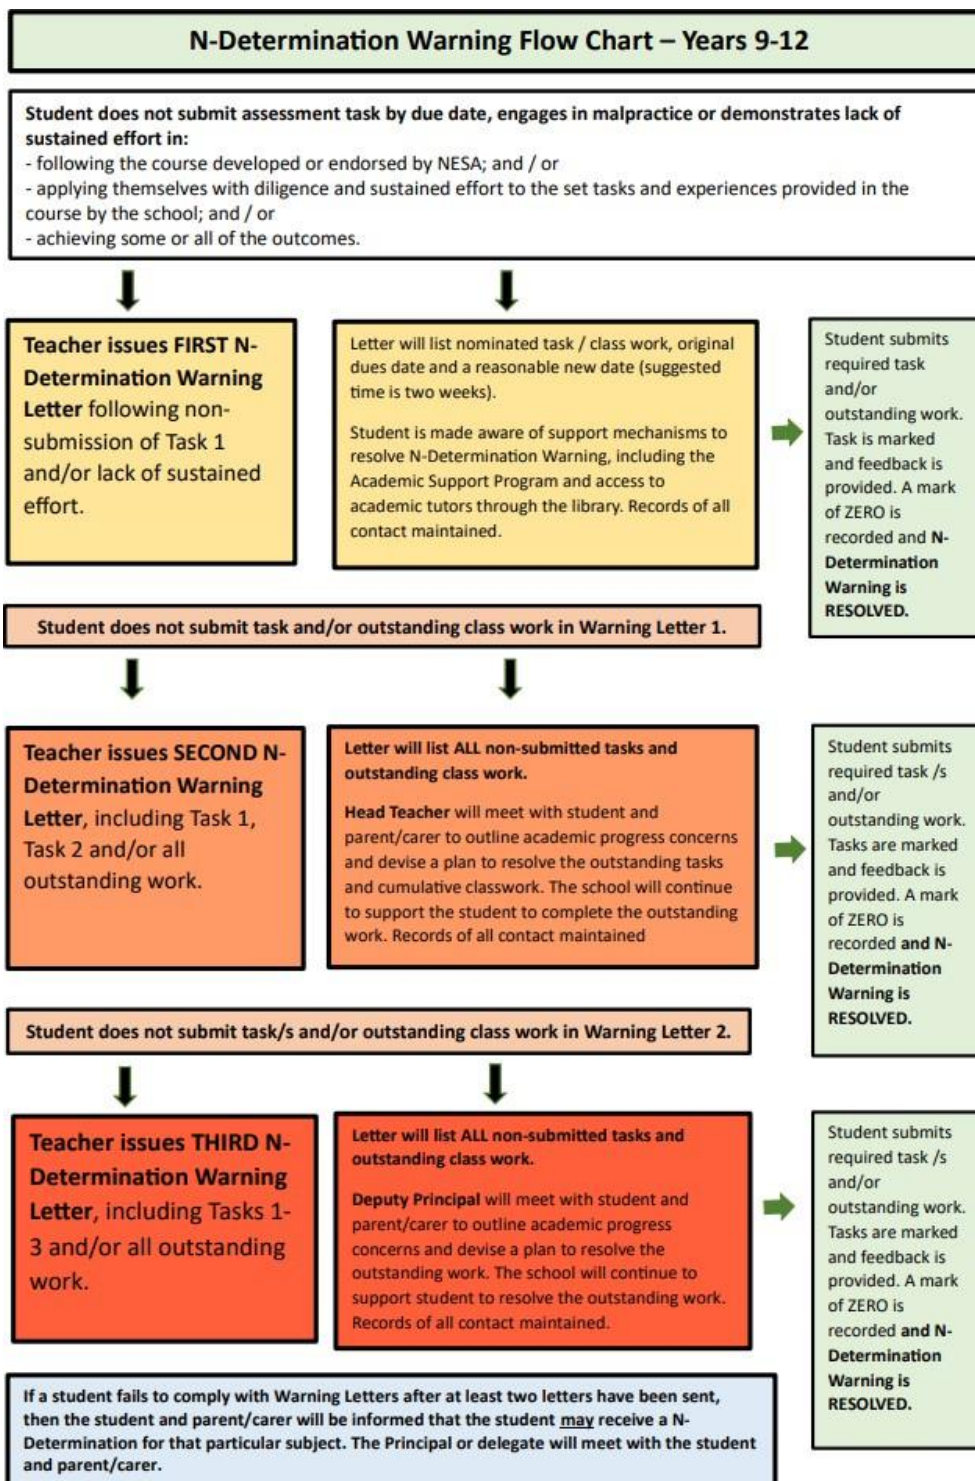 N-Determination Warning Flow Chart – Years 9-12
Student does not submit assessment task by due date, engages in malpractice or demonstrates lack of
sustained effort in:
- following the course developed or endorsed by NESA; and / or
- applying themselves with diligence and sustained effort to the set tasks and experiences provided in the
course by the school; and / or
- achieving some or all of the outcomes.
Teacher issues FIRST N-
Determination Warning
Letter following non-
submission of Task 1
and/or lack of sustained
effort.
Letter will list nominated task / class work, original
dues date and a reasonable new date (suggested
time is two weeks).
Student is made aware of support mechanisms to
resolve N-Determination Warning, including the
Academic Support Program and access to
academic tutors through the library. Records of all
contact maintained.
Student submits
required task
and/or
outstanding work.
Task is marked
and feedback is
provided. A mark
of ZERO is
recorded and N-
Determination
Warning is
RESOLVED.
Student does not submit task and/or outstanding class work in Warning Letter 1.
Teacher issues SECOND N-
Determination Warning
Letter, including Task 1,
Task 2 and/or all
outstanding work.
Letter will list ALL non-submitted tasks and
outstanding class work.
Head Teacher will meet with student and
parent/carer to outline academic progress concerns
and devise a plan to resolve the outstanding tasks
and cumulative classwork. The school will continue
to support the student to complete the outstanding
work. Records of all contact maintained
Student submits
required task /s
and/or
outstanding work.
Tasks are marked
and feedback is
provided. A mark
of ZERO is
recorded and N-
Determination
Warning is
RESOLVED.
Student does not submit task/s and/or outstanding class work in Warning Letter 2.
Teacher issues THIRD N-
Determination Warning
Letter, including Tasks 1-
3 and/or all outstanding
work.
Letter will list ALL non-submitted tasks and
outstanding class work.
Deputy Principal will meet with student and
parent/carer to outline academic progress
concerns and devise a plan to resolve the
outstanding work. The school will continue to
support student to resolve the outstanding work.
Records of all contact maintained.
Student submits
required task /s
and/or
outstanding work.
Tasks are marked
and feedback is
provided. A mark
of ZERO is
recorded and N-
Determination
Warning is
RESOLVED.
If a student fails to comply with Warning Letters after at least two letters have been sent,
then the student and parent/carer will be informed that the student may receive a N-
Determination for that particular subject. The Principal or delegate will meet with the student
and parent/carer.